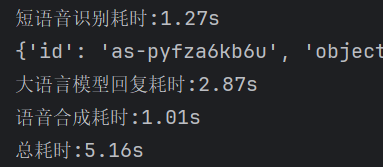 短语音识别耗时:1.27s
{'id': 'as-pyfza6kb6u', 'object
大语言模型回复耗时:2.87s
语音合成耗时:1.01s
总耗时:5.16s